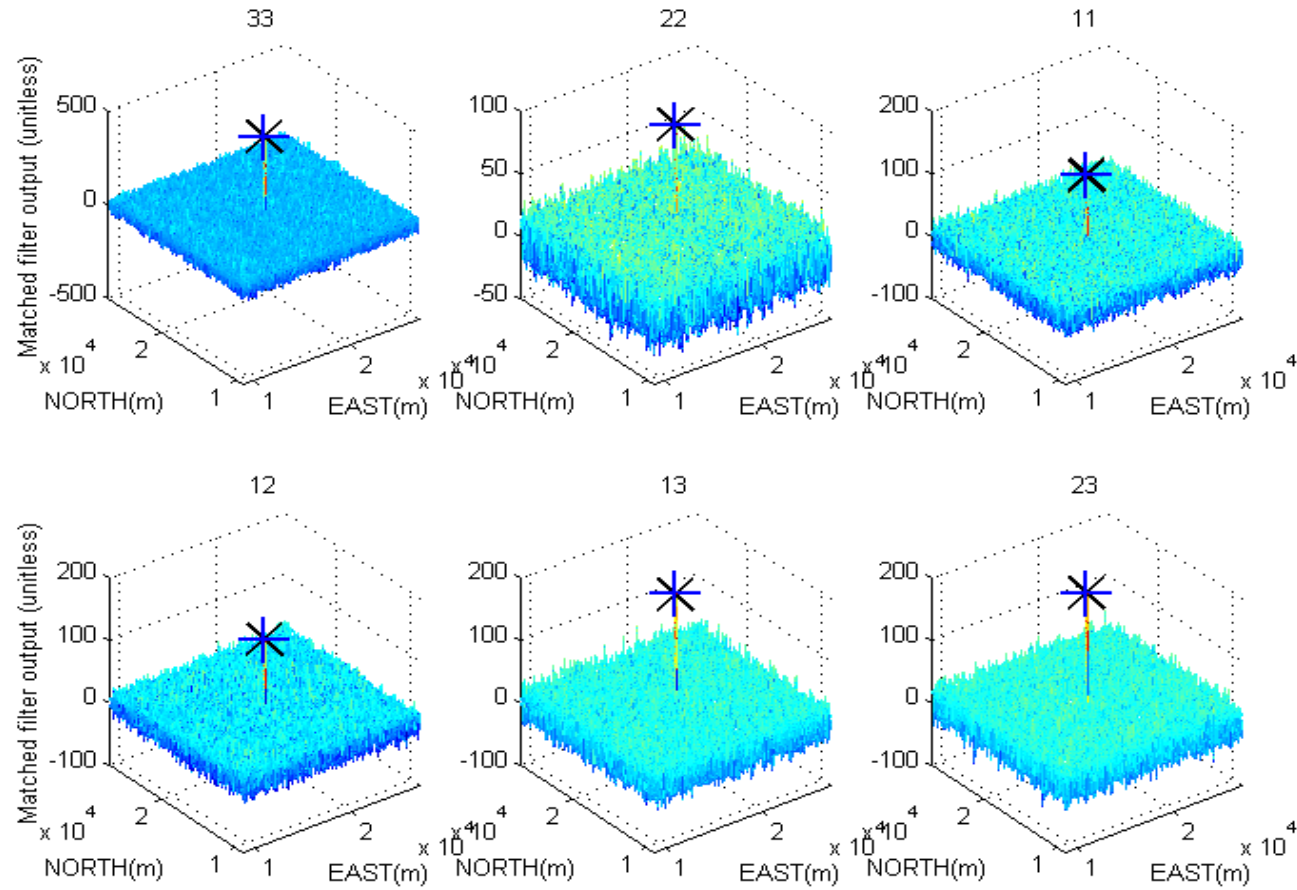 33
22
11
Matched filter output (unitless)
500
0
-500
100
50
0
-50
200
100
0
-100
x 10^4
2
1
NORTH(m)
1
2
x 10^4
EAST(m)
x 10^4
2
1
NORTH(m)
1
2
x 10^4
EAST(m)
x 10^4
2
1
NORTH(m)
1
2
x 10^4
EAST(m)
12
13
23
Matched filter output (unitless)
200
100
0
-100
200
100
0
-100
200
100
0
-100
x 10^4
2
1
NORTH(m)
1
2
x 10^4
EAST(m)
x 10^4
2
1
NORTH(m)
1
2
x 10^4
EAST(m)
x 10^4
2
1
NORTH(m)
1
2
x 10^4
EAST(m)